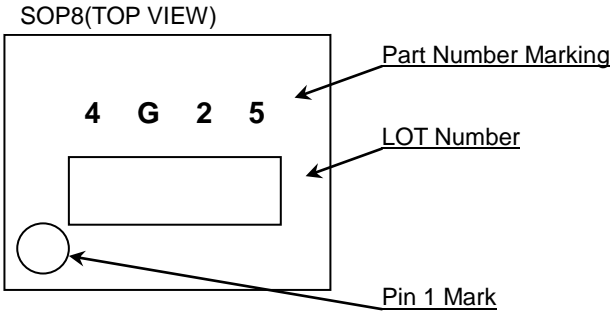 SOP8(TOP VIEW)
Part Number Marking
4 G 2 5
LOT Number
Pin 1 Mark